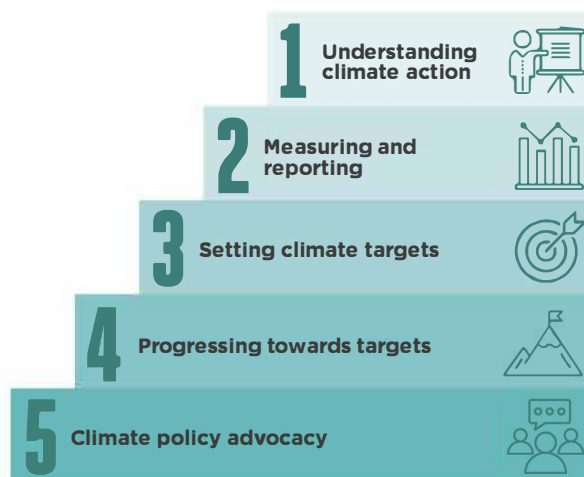 1
Understanding
climate action
2
Measuring and
reporting
3
Setting climate targets
4
Progressing towards targets
5
Climate policy advocacy